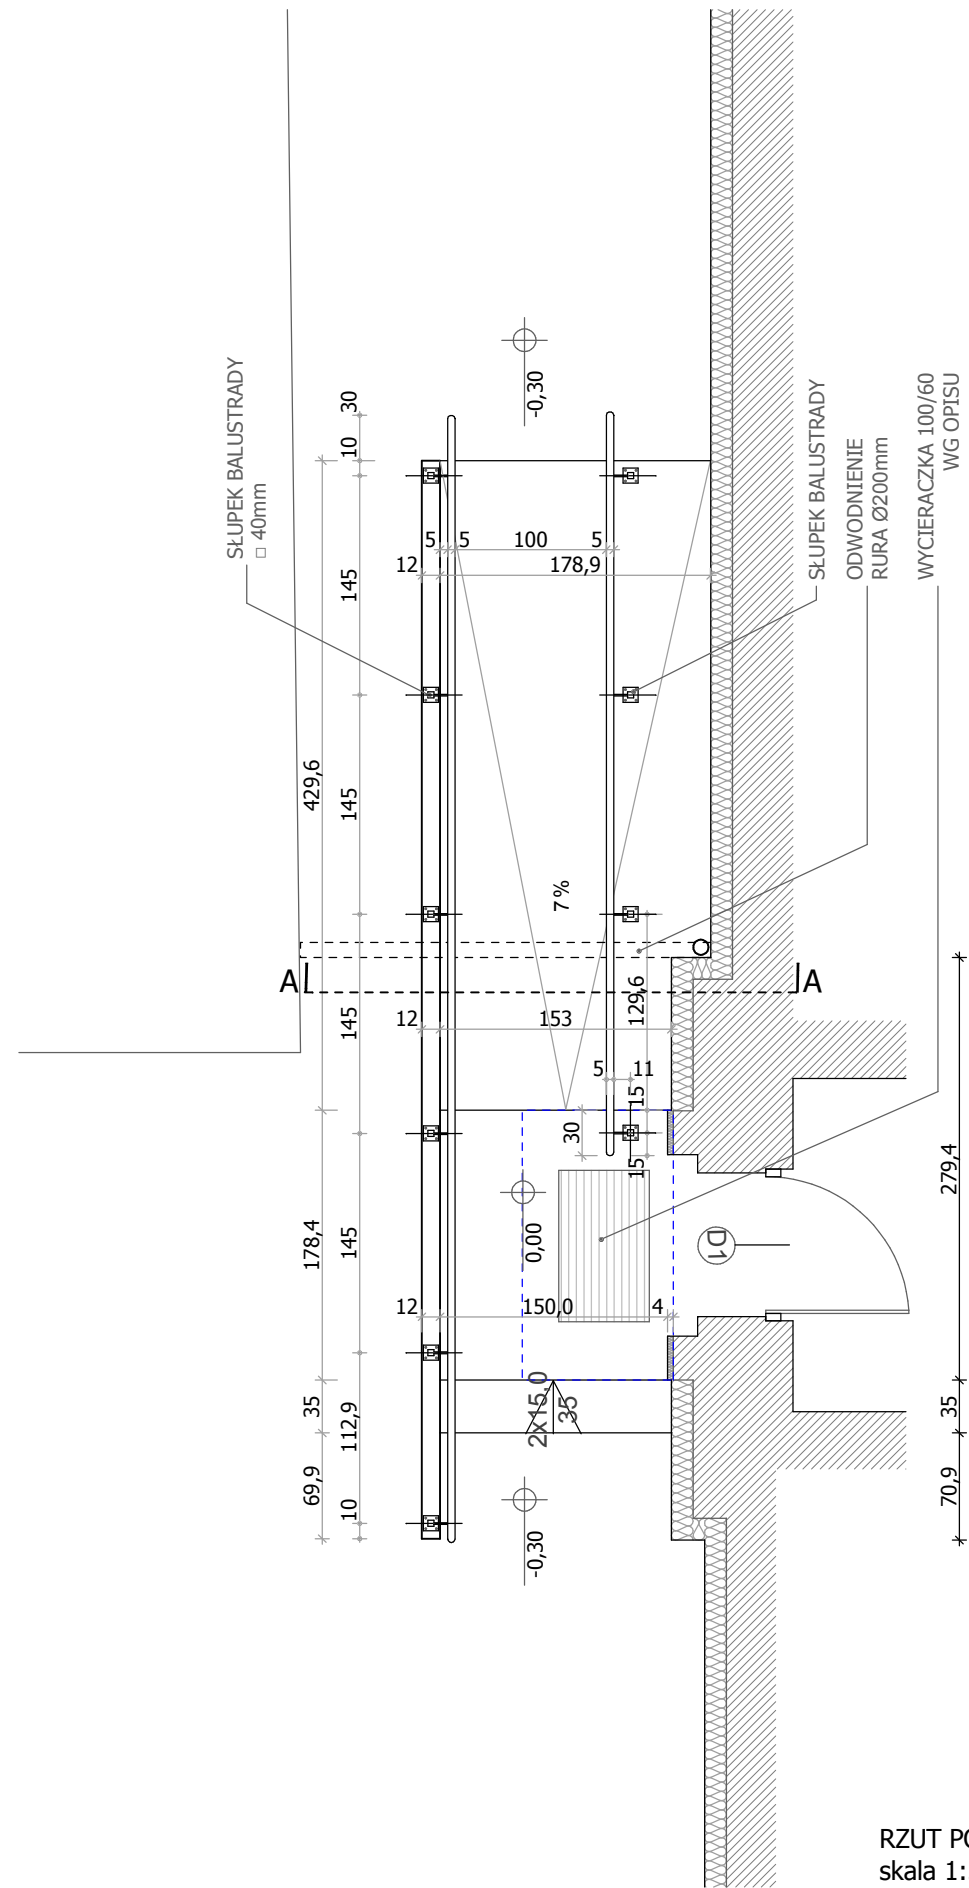 SŁUPEK BALUSTRADY
□ 40mm
SŁUPEK BALUSTRADY
ODWODNIENIE
RURA Ø200mm
WYCIERACZKA 100/60
WG OPISU
-0,30
30
10
145
145
145
145
112,9
10
429,6
178,4
35
69,9
5
5
100
5
12
178,9
7%
A
A
12
153
129,6
5
11
15
15
30
0,00
D1
12
150,0
4
2x15,0
35
-0,30
279,4
35
70,9
RZUT
skala 1: